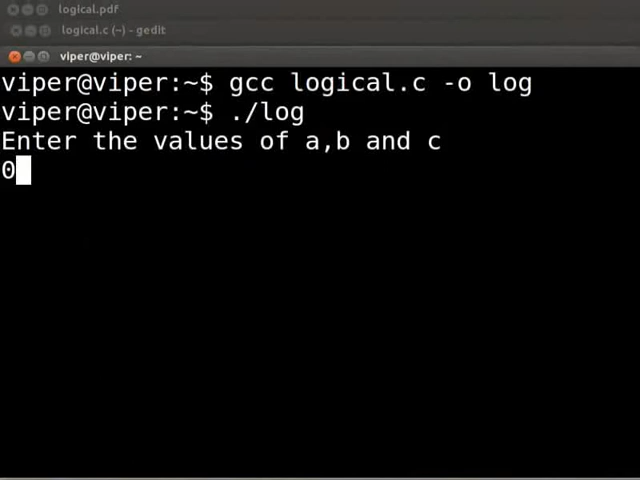 logical.pdf
logical.c (~) - gedit
viper@viper: ~
viper@viper:~$ gcc logical.c -o log
viper@viper:~$ ./log
Enter the values of a,b and c
0